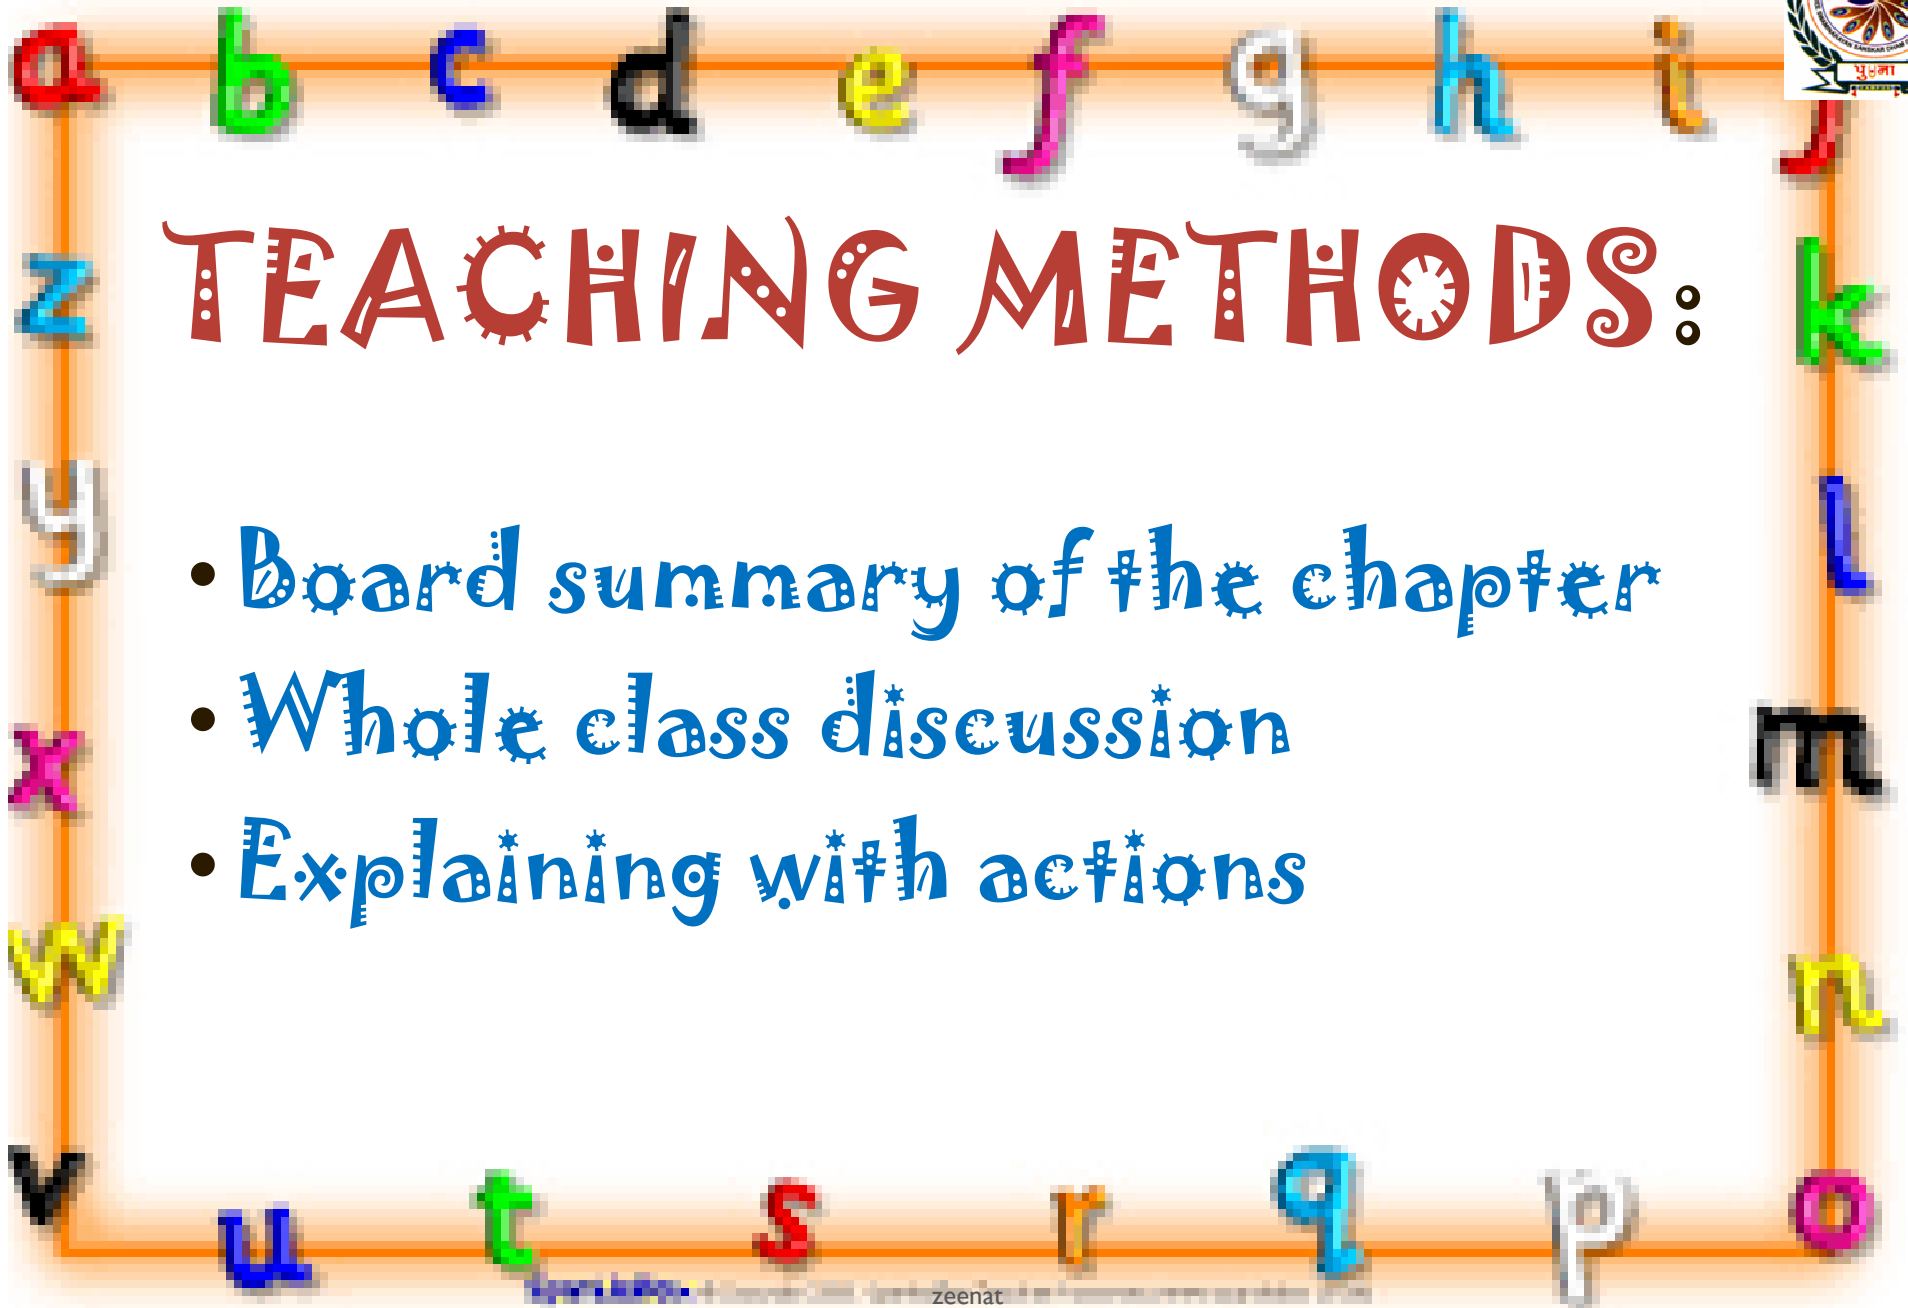 a b c d e f g h i j
TEACHING METHODS:
z k
y l
• Board summary of the chapter
• Whole class discussion
x m
• Explaining with actions
w n
v u t s r q p o
zeenat